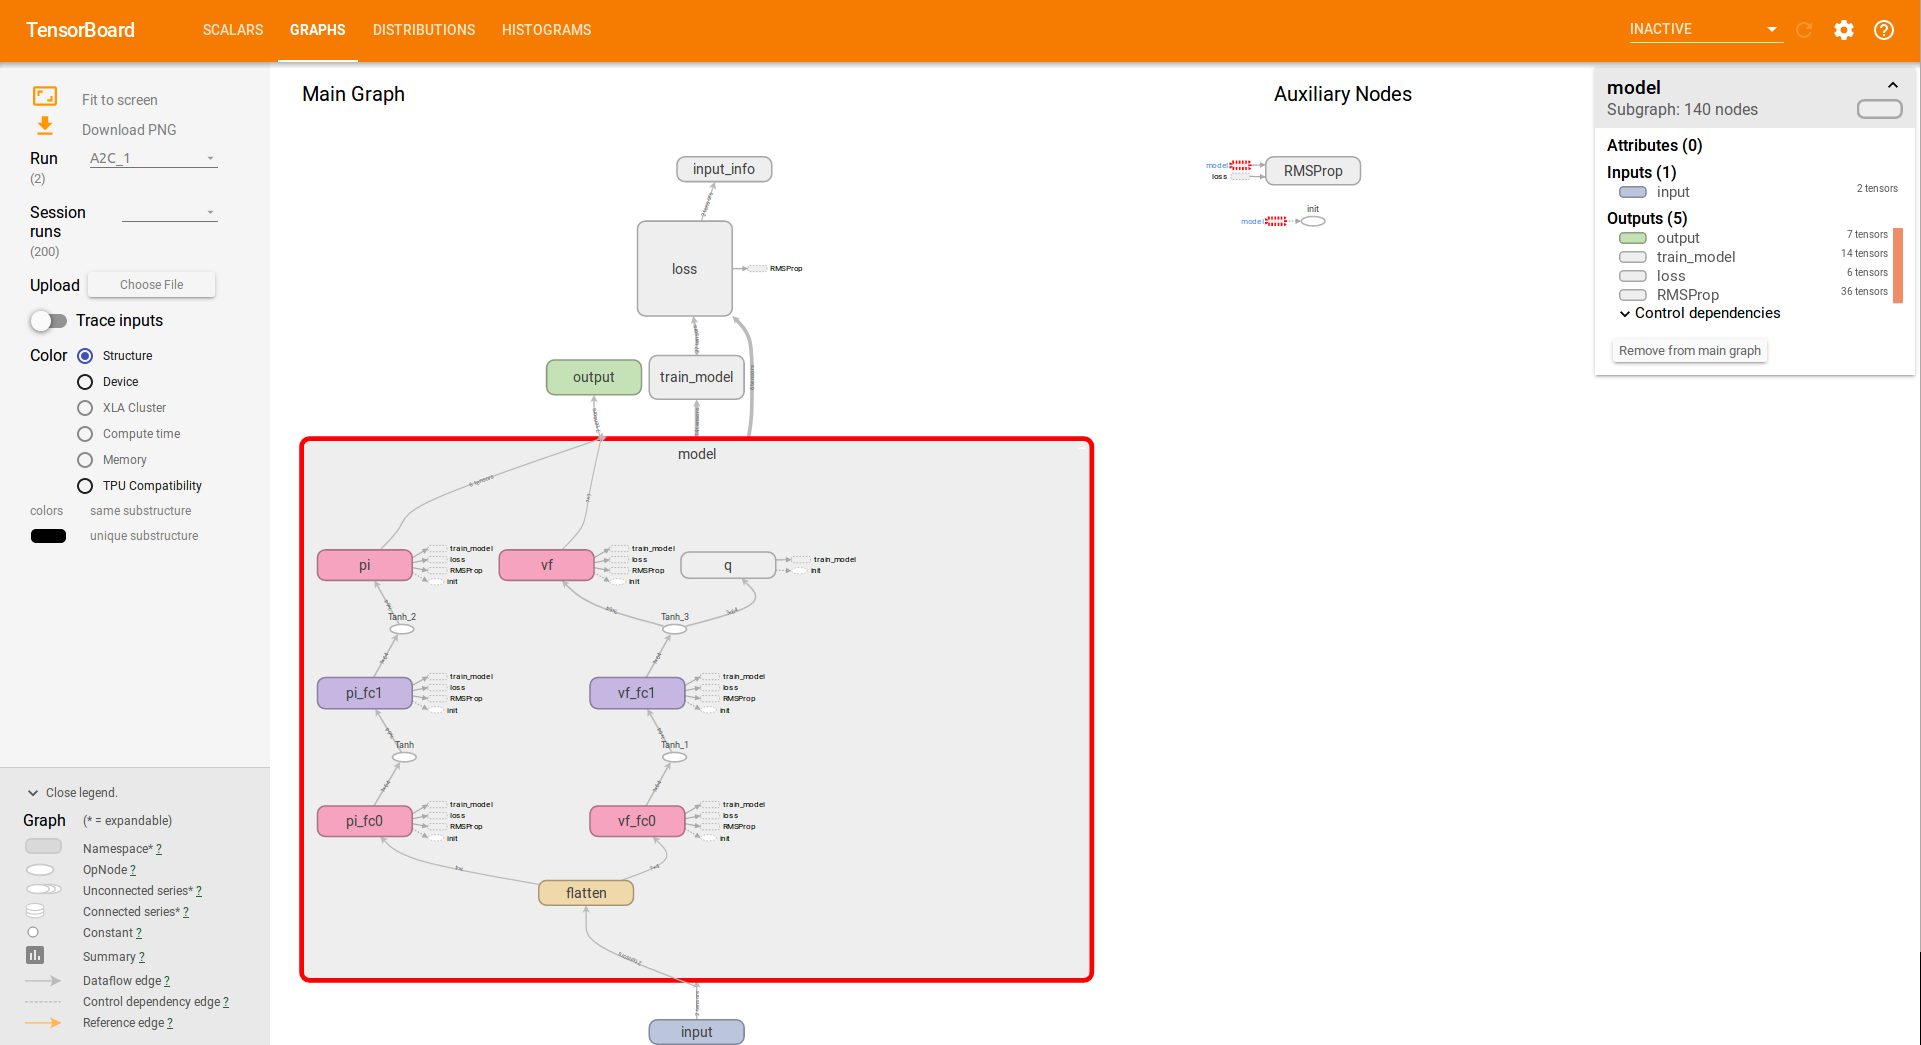 TensorBoard
SCALARS
GRAPHS
DISTRIBUTIONS
HISTOGRAMS
INACTIVE
Fit to screen
Download PNG
Run
(2)
A2C_1
Session
runs
(200)
Upload
Choose File
Trace inputs
Color
Structure
Device
XLA Cluster
Compute time
Memory
TPU Compatibility
colors
same substructure
unique substructure
Close legend.
Graph
(* = expandable)
Namespace* ?
OpNode ?
Unconnected series* ?
Connected series* ?
Constant ?
Summary ?
Dataflow edge ?
Control dependency edge ?
Reference edge ?
Main Graph
input_info
loss
RMSProp
output
train_model
model
6 tensors
pi
train_model
loss
RMSProp
init
vf
train_model
loss
RMSProp
init
q
train_model
init
Tanh_2
Tanh_3
pi_fc1
train_model
loss
RMSProp
init
vf_fc1
train_model
loss
RMSProp
init
Tanh
Tanh_1
pi_fc0
train_model
loss
RMSProp
init
vf_fc0
train_model
loss
RMSProp
init
flatten
2 tensors
input
Auxiliary Nodes
model
loss
RMSProp
init
model
model
Subgraph: 140 nodes
Attributes (0)
Inputs (1)
input
2 tensors
Outputs (5)
output
7 tensors
train_model
14 tensors
loss
6 tensors
RMSProp
36 tensors
Control dependencies
Remove from main graph